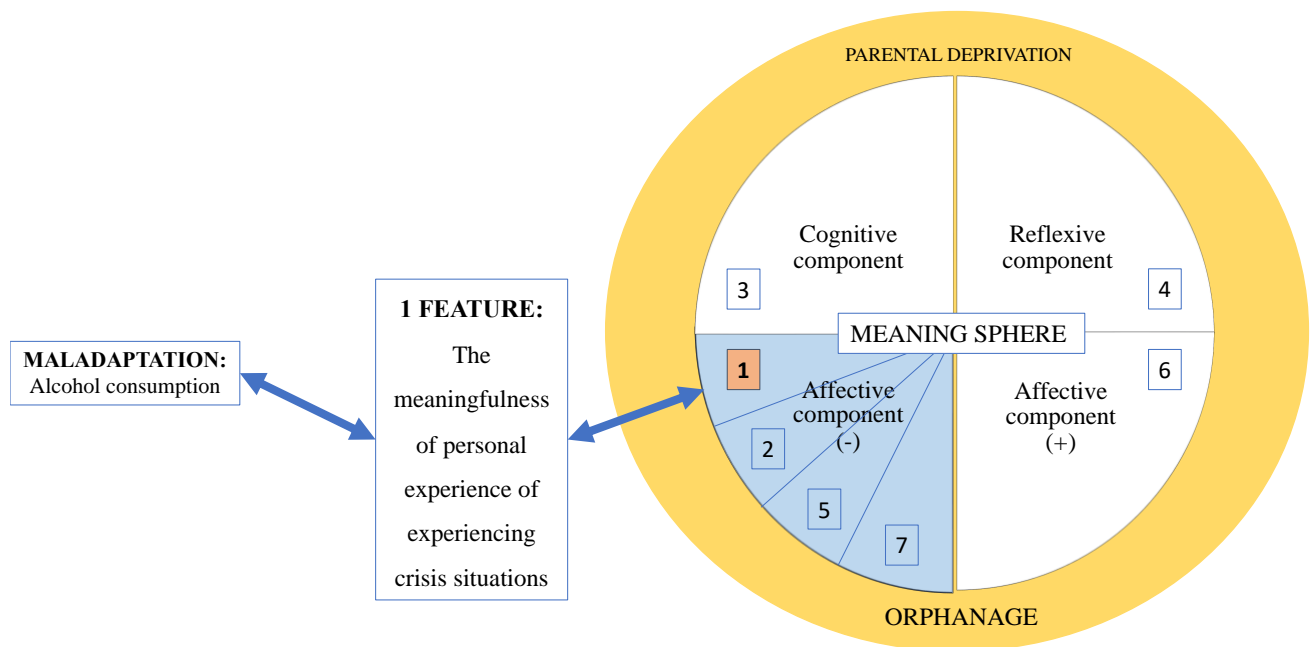 PARENTAL DEPRIVATION
Cognitive
component
Reflexive
component
3
4
MEANING SPHERE
1 FEATURE:
The
meaningfulness
of personal
experience of
experiencing
crisis situations
MALADAPTATION:
Alcohol consumption
1
6
Affective
component
(-)
Affective
component
(+)
2
5
7
ORPHANAGE